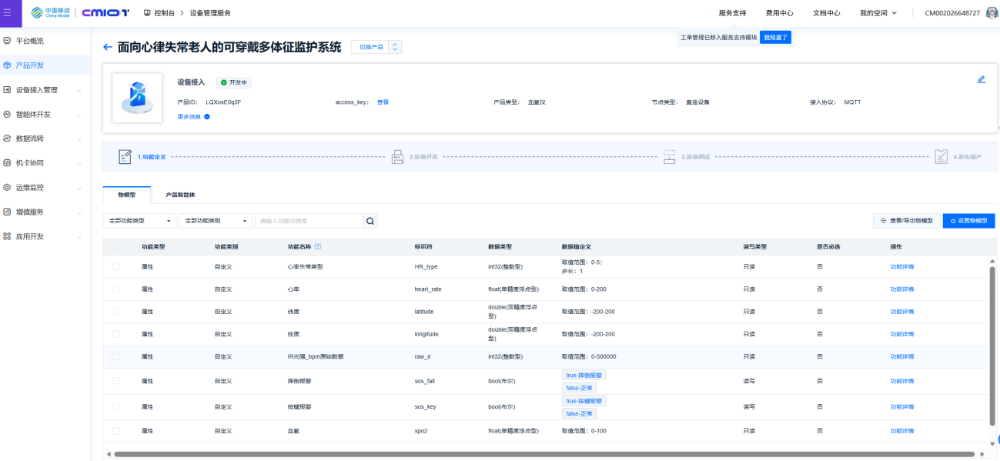 中国移动 China Mobile CMIOT 控制台 > 设备管理服务 服务支持 费用中心 文档中心 我的空间 CM002026648727
工单管理已移入服务支持模块 我知道了
平台概览
产品开发
设备接入管理
智能体开发
数据流转
机卡协同
运维监控
增值服务
应用开发
面向心律失常老人的可穿戴多体征监护系统 切换产品
设备接入 开发中
产品ID: LQXosE0q3F access_key: 查看 产品类型: 血氧仪 节点类型: 直连设备 接入协议: MQTT
更多信息
1.功能定义 2.设备开发 3.设备调试 4.发布量产
物模型 产品智能体
全部功能类型 全部功能类别 请输入功能点搜索 查看/导出物模型 设置物模型
功能类型 功能类别 功能名称 标识符 数据类型 数据值定义 读写类型 是否必选 操作
属性 自定义 心率失常类型 HR_type int32(整数型) 取值范围: 0-5; 步长: 1 只读 否 功能详情
属性 自定义 心率 heart_rate float(单精度浮点型) 取值范围: 0-200 只读 否 功能详情
属性 自定义 纬度 latitude double(双精度浮点型) 取值范围: -200-200 只读 否 功能详情
属性 自定义 经度 longitude double(双精度浮点型) 取值范围: -200-200 只读 否 功能详情
属性 自定义 IR光强_bpm原始数据 raw_ir int32(整数型) 取值范围: 0-500000 只读 否 功能详情
属性 自定义 摔倒报警 sos_fall bool(布尔) true-摔倒报警 false-正常 读写 否 功能详情
属性 自定义 按键报警 sos_key bool(布尔) true-按键报警 false-正常 读写 否 功能详情
属性 自定义 血氧 spo2 float(单精度浮点型) 取值范围: 0-100 只读 否 功能详情